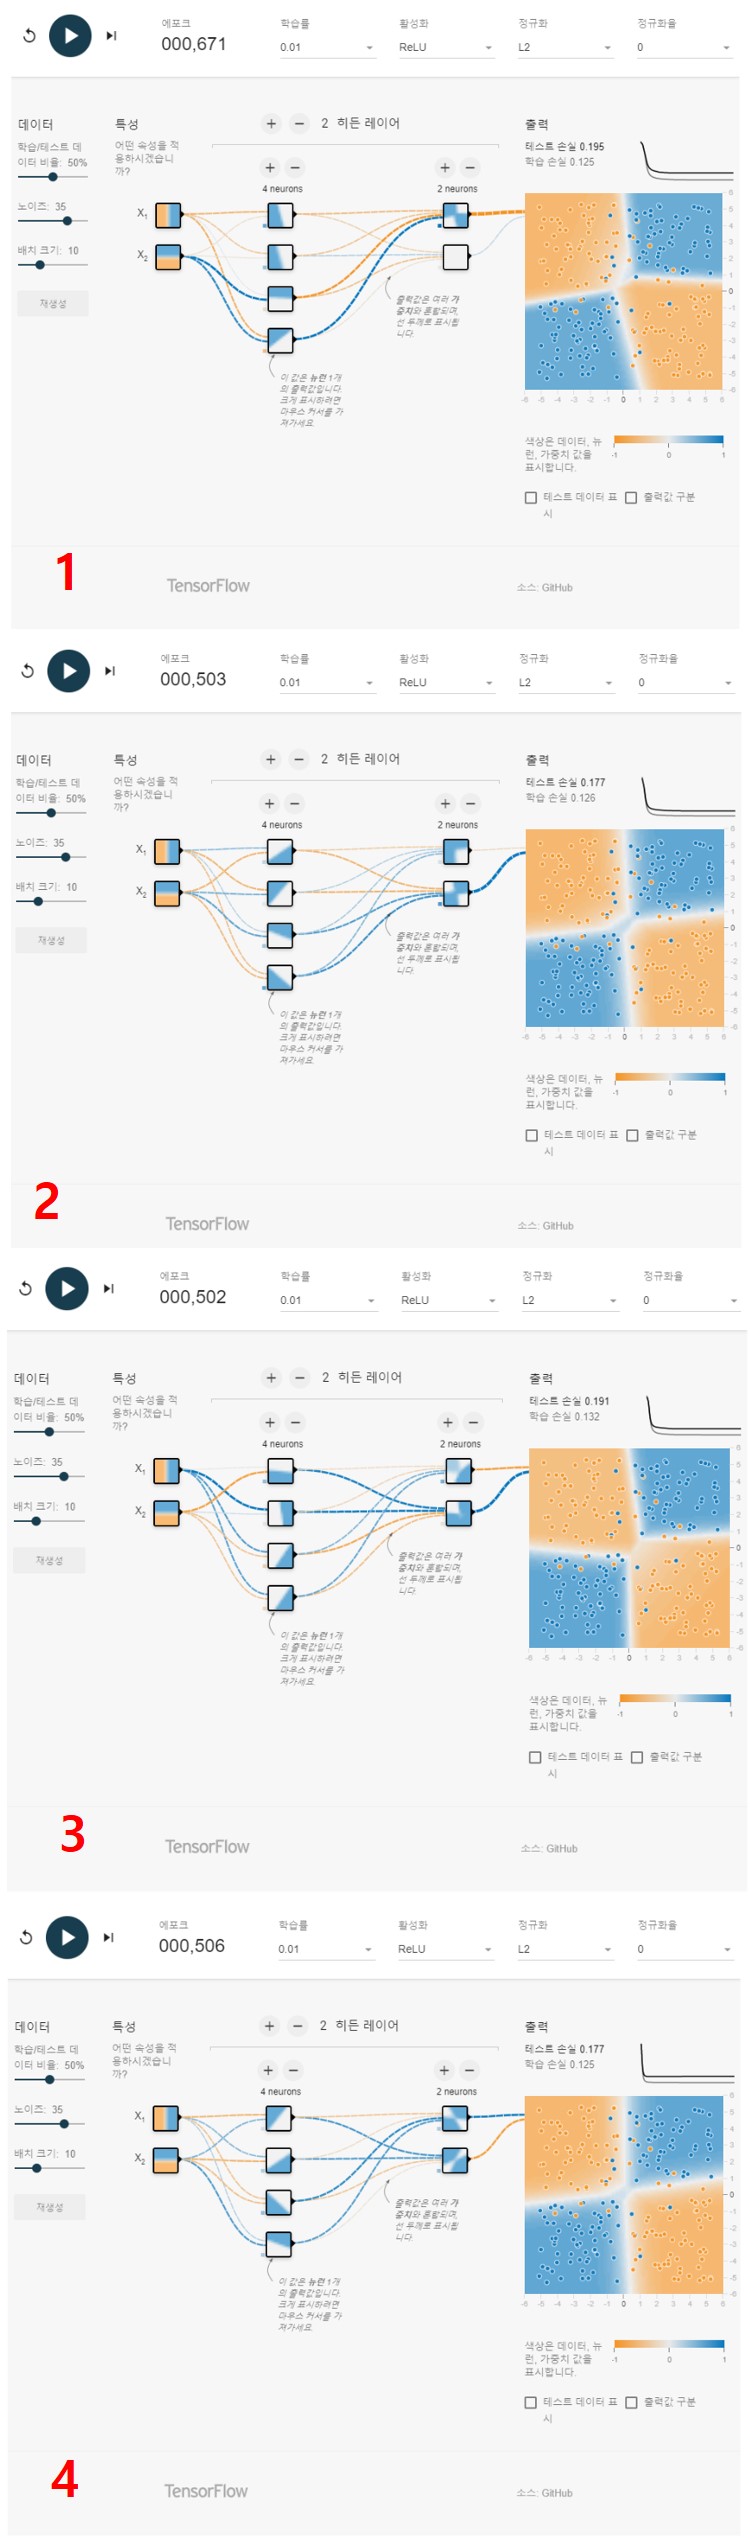 에포크 학습률 활성화 정규화 정규화율
000,671 0.01 ReLU L2 0
데이터 특성 + − 2 히든 레이어 출력
학습/테스트 데 어떤 속성을 적 테스트 손실 0.195
이터 비율: 50% 용하시겠습니 학습 손실 0.125
까?
+ − + −
4 neurons 2 neurons
노이즈: 35
X1
배치 크기: 10
X2
재생성
6
5
4
3
2
1
0
-1
-2
-3
-4
-5
-6
-6 -5 -4 -3 -2 -1 0 1 2 3 4 5 6
출력값은 여러 가
중치와 혼합되며,
선 두께로 표시됩
니다.
이 값은 뉴런 1개
의 출력값입니다.
크게 표시하려면
마우스 커서를 가
져가세요.
색상은 데이터, 뉴
런, 가중치 값을
표시합니다.
-1 0 1
테스트 데이터 표
시
출력값 구분
1
TensorFlow 소스: GitHub
에포크 학습률 활성화 정규화 정규화율
000,503 0.01 ReLU L2 0
데이터 특성 + − 2 히든 레이어 출력
학습/테스트 데 어떤 속성을 적 테스트 손실 0.177
이터 비율: 50% 용하시겠습니 학습 손실 0.126
까?
+ − + −
4 neurons 2 neurons
노이즈: 35
X1
배치 크기: 10
X2
재생성
6
5
4
3
2
1
0
-1
-2
-3
-4
-5
-6
-6 -5 -4 -3 -2 -1 0 1 2 3 4 5 6
출력값은 여러 가
중치와 혼합되며,
선 두께로 표시됩
니다.
이 값은 뉴런 1개
의 출력값입니다.
크게 표시하려면
마우스 커서를 가
져가세요.
색상은 데이터, 뉴
런, 가중치 값을
표시합니다.
-1 0 1
테스트 데이터 표
시
출력값 구분
2
TensorFlow 소스: GitHub
에포크 학습률 활성화 정규화 정규화율
000,502 0.01 ReLU L2 0
데이터 특성 + − 2 히든 레이어 출력
학습/테스트 데 어떤 속성을 적 테스트 손실 0.191
이터 비율: 50% 용하시겠습니 학습 손실 0.132
까?
+ − + −
4 neurons 2 neurons
노이즈: 35
X1
배치 크기: 10
X2
재생성
6
5
4
3
2
1
0
-1
-2
-3
-4
-5
-6
-6 -5 -4 -3 -2 -1 0 1 2 3 4 5 6
출력값은 여러 가
중치와 혼합되며,
선 두께로 표시됩
니다.
이 값은 뉴런 1개
의 출력값입니다.
크게 표시하려면
마우스 커서를 가
져가세요.
색상은 데이터, 뉴
런, 가중치 값을
표시합니다.
-1 0 1
테스트 데이터 표
시
출력값 구분
3
TensorFlow 소스: GitHub
에포크 학습률 활성화 정규화 정규화율
000,506 0.01 ReLU L2 0
데이터 특성 + − 2 히든 레이어 출력
학습/테스트 데 어떤 속성을 적 테스트 손실 0.177
이터 비율: 50% 용하시겠습니 학습 손실 0.125
까?
+ − + −
4 neurons 2 neurons
노이즈: 35
X1
배치 크기: 10
X2
재생성
6
5
4
3
2
1
0
-1
-2
-3
-4
-5
-6
-6 -5 -4 -3 -2 -1 0 1 2 3 4 5 6
출력값은 여러 가
중치와 혼합되며,
선 두께로 표시됩
니다.
이 값은 뉴런 1개
의 출력값입니다.
크게 표시하려면
마우스 커서를 가
져가세요.
색상은 데이터, 뉴
런, 가중치 값을
표시합니다.
-1 0 1
테스트 데이터 표
시
출력값 구분
4
TensorFlow 소스: GitHub